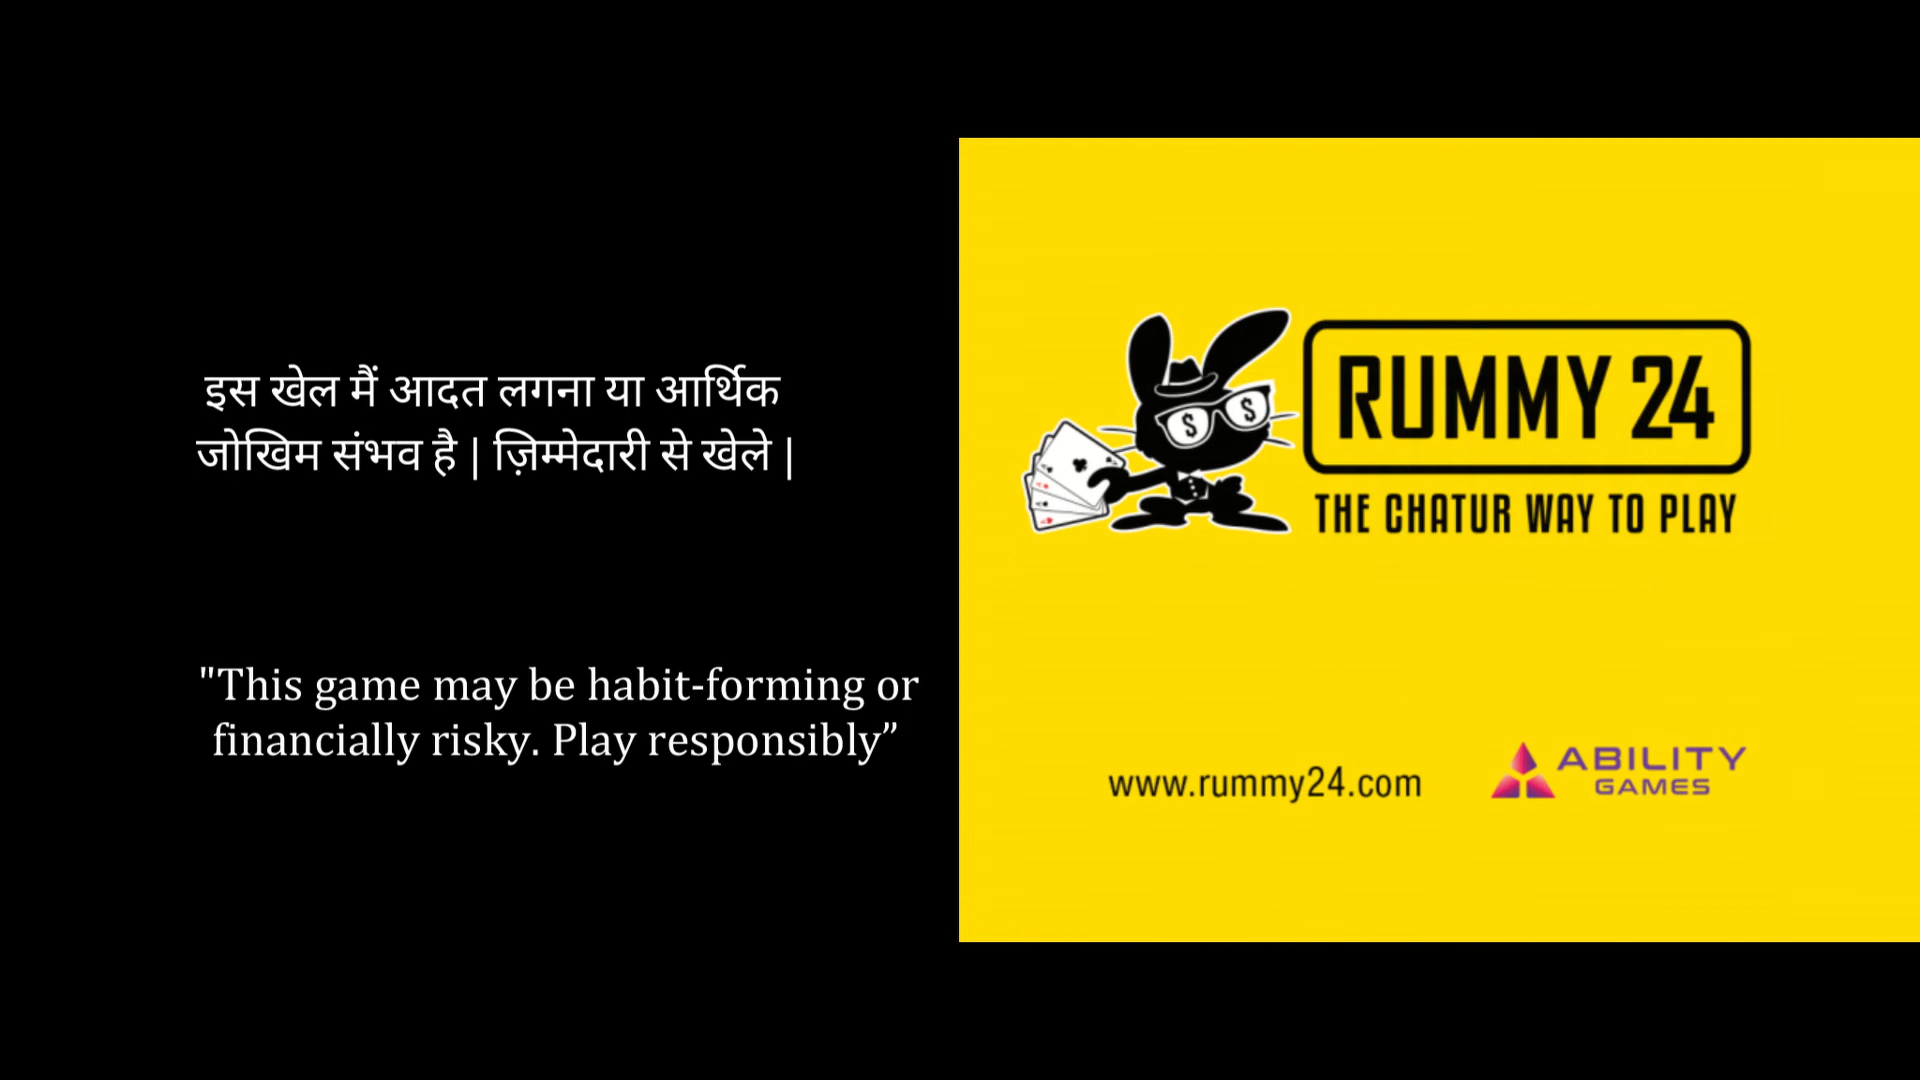 इस खेल मैं आदत लगना या आर्थिक
जोखिम संभव है | ज़िम्मेदारी से खेले |
"This game may be habit-forming or
financially risky. Play responsibly”
RUMMY 24
THE CHATUR WAY TO PLAY
www.rummy24.com
ABILITY
GAMES